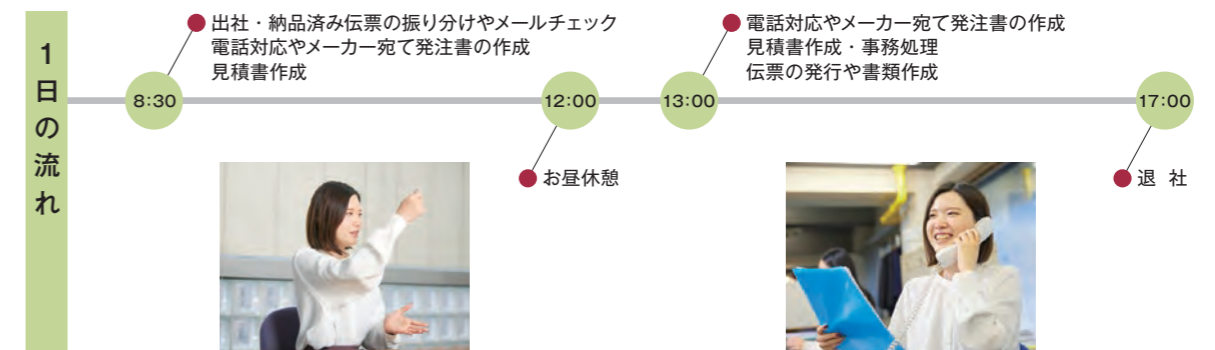 1日の流れ
8:30
出社・納品済み伝票の振り分けやメールチェック
電話対応やメーカー宛て発注書の作成
見積書作成
12:00
お昼休憩
13:00
電話対応やメーカー宛て発注書の作成
見積書作成・事務処理
伝票の発行や書類作成
17:00
退 社